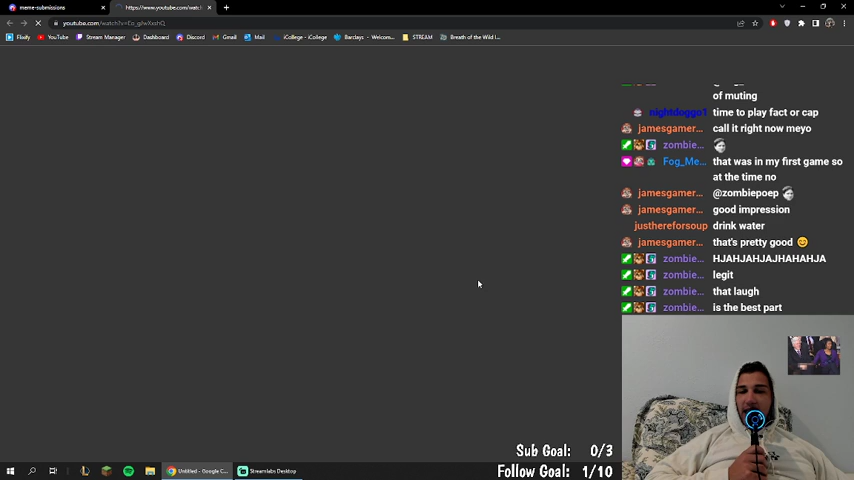 meme-submissions
https://www.youtube.com/watch
youtube.com/watch?v=
Flixify
YouTube
Stream Manager
Dashboard
Discord
Gmail
Mail
iCollege - iCollege
Barclays - Welcom...
STREAM
Breath of the Wild I...
of muting
nightdoggo1 time to play fact or cap
jamesgamer... call it right now meyo
zombie...
Fog_Me... that was in my first game so
at the time no
jamesgamer... @zombiepoep
jamesgamer... good impression
justhereforsoup drink water
jamesgamer... that's pretty good 😊
zombie... HJAHJAHJAJHAHAHJA
zombie... legit
zombie... that laugh
zombie... is the best part
Sub Goal: 0/3
Follow Goal: 1/10
Untitled - Google C...
Streamlabs Desktop